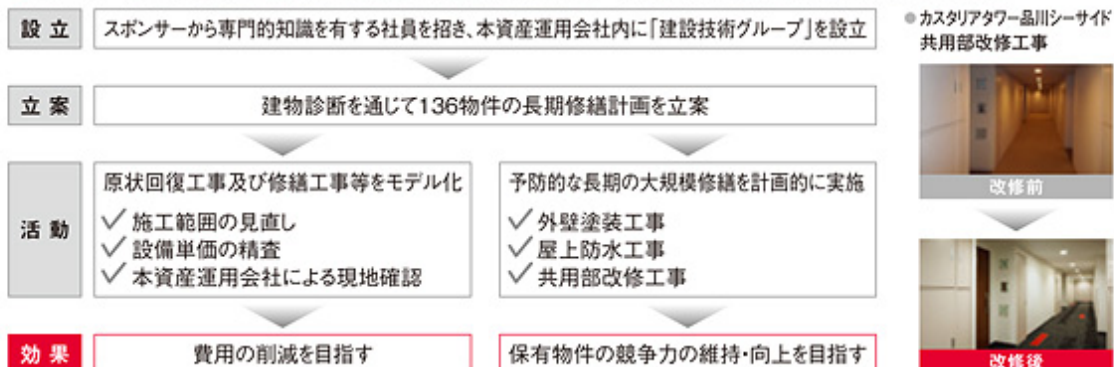 設立
スポンサーから専門的知識を有する社員を招き、本資産運用会社内に「建設技術グループ」を設立
立案
建物診断を通じて136物件の長期修繕計画を立案
活動
原状回復工事及び修繕工事等をモデル化
✓施工範囲の見直し
✓設備単価の精査
✓本資産運用会社による現地確認
予防的な長期の大規模修繕を計画的に実施
✓外壁塗装工事
✓屋上防水工事
✓共用部改修工事
効果
費用の削減を目指す
保有物件の競争力の維持・向上を目指す
●カスタリアタワー品川シーサイド
共用部改修工事
改修前
改修後